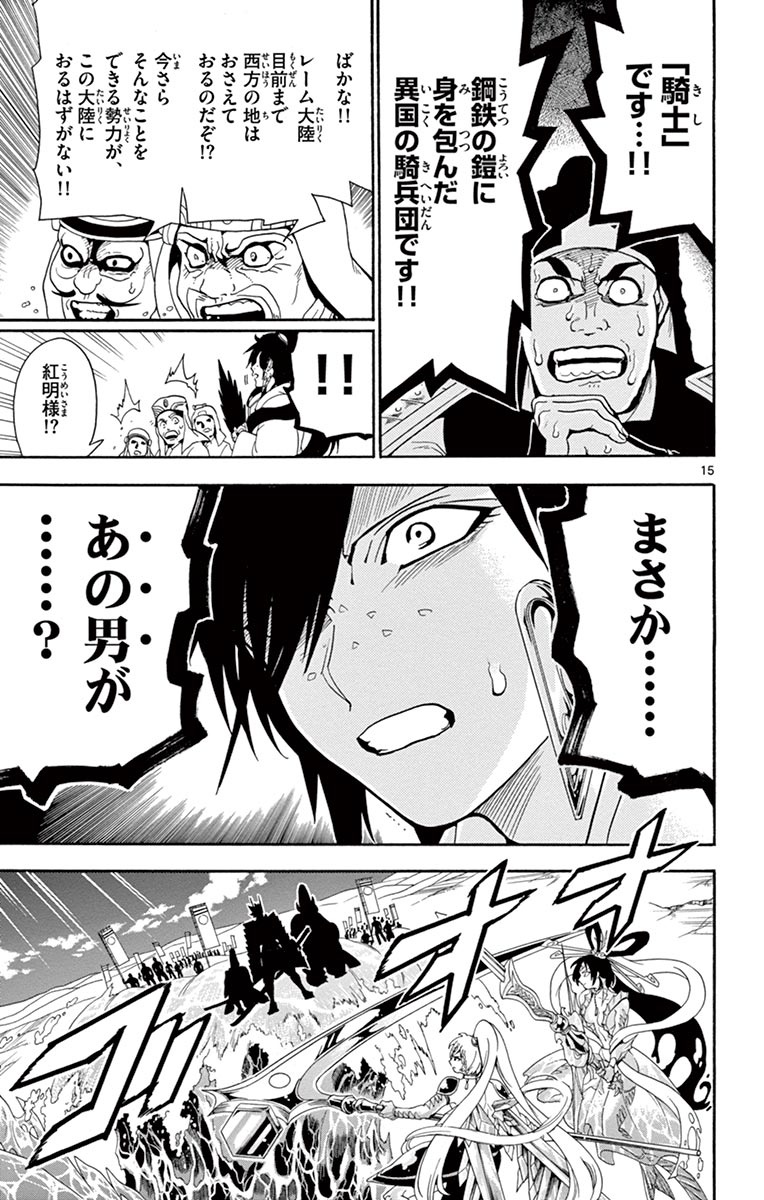 「騎士」
です…!!
鋼鉄の鎧に
身を包んだ
異国の騎兵団です!!
ばかな!!
レーム大陸
目前まで
西方の地は
おさえて
おるのだぞ!?
今さら
そんなことを
できる勢力が、
この大陸に
おるはずがない!!
!!
紅明様!?
15
まさか……
あの男が
……?
オオ
ゴゴ